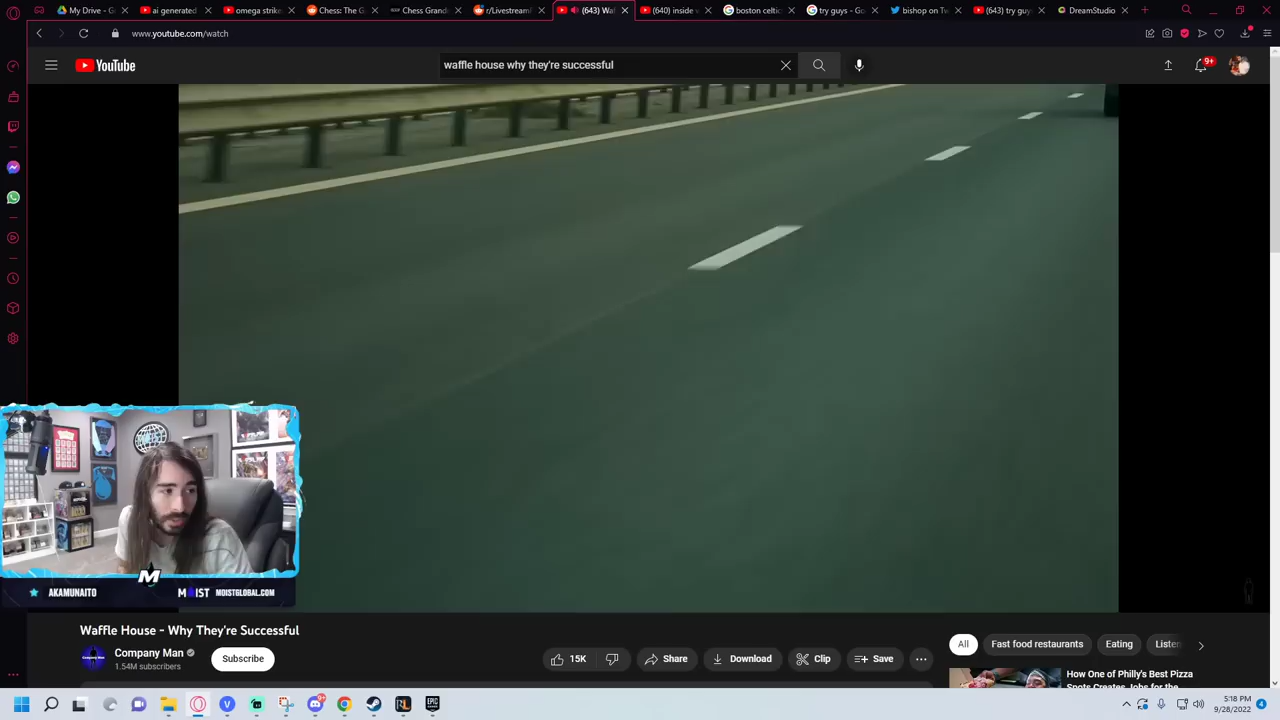 My Drive - G
ai generated
omega strike
Chess: The G
Chess Grand
r/Livestream
(643) Waf
(640) inside
boston celtic
try guys - Go
bishop on Tw
(643) try guy
DreamStudio
www.youtube.com/watch
YouTube
waffle house why they're successful
9+
AKAMUNAITO
M
MOIST
MOISTGLOBAL.COM
Waffle House - Why They're Successful
Company Man
1.54M subscribers
Subscribe
15K
Share
Download
Clip
Save
All
Fast food restaurants
Eating
Listen
How One of Philly's Best Pizza
Spots Creates Jobs for the
5:18 PM
9/28/2022